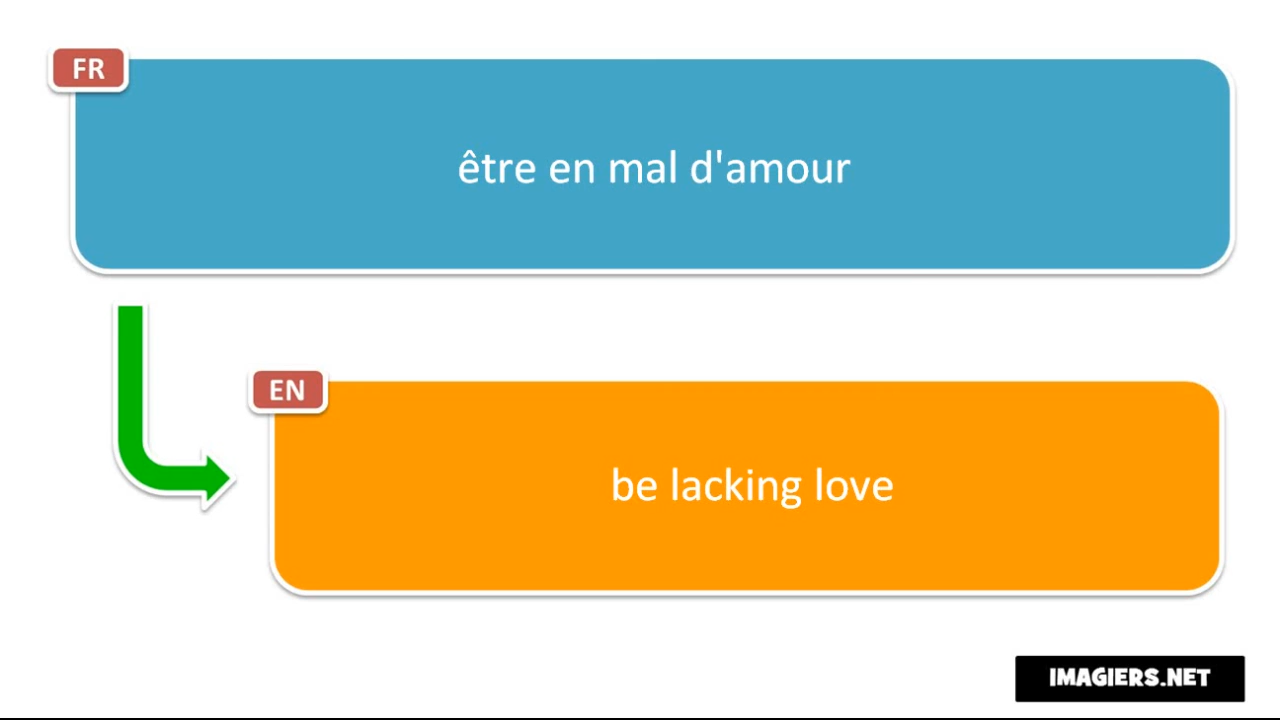 FR
être en mal d'amour
EN
be lacking love
IMAGIERS.NET